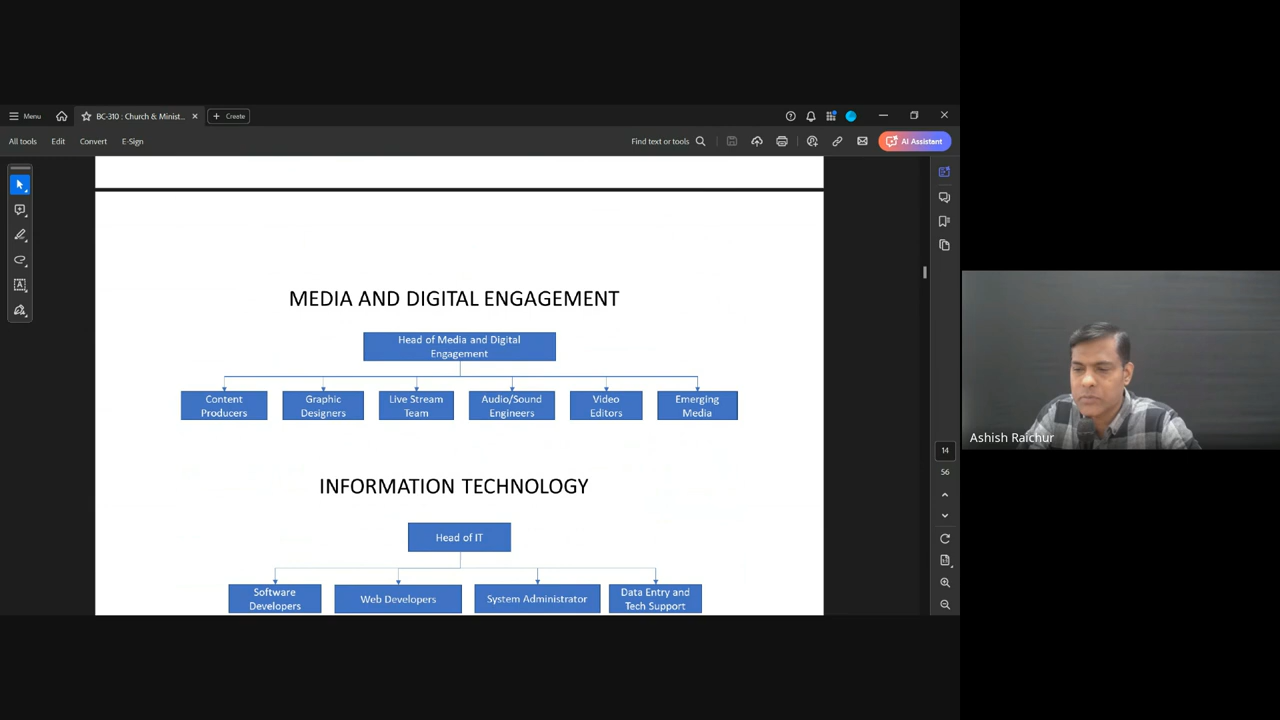 Menu
BC-310 : Church & Minist...
Create
All tools
Edit
Convert
E-Sign
Find text or tools
AI Assistant
MEDIA AND DIGITAL ENGAGEMENT
Head of Media and Digital
Engagement
Content
Producers
Graphic
Designers
Live Stream
Team
Audio/Sound
Engineers
Video
Editors
Emerging
Media
Ashish Raichur
14
56
INFORMATION TECHNOLOGY
Head of IT
Software
Developers
Web Developers
System Administrator
Data Entry and
Tech Support